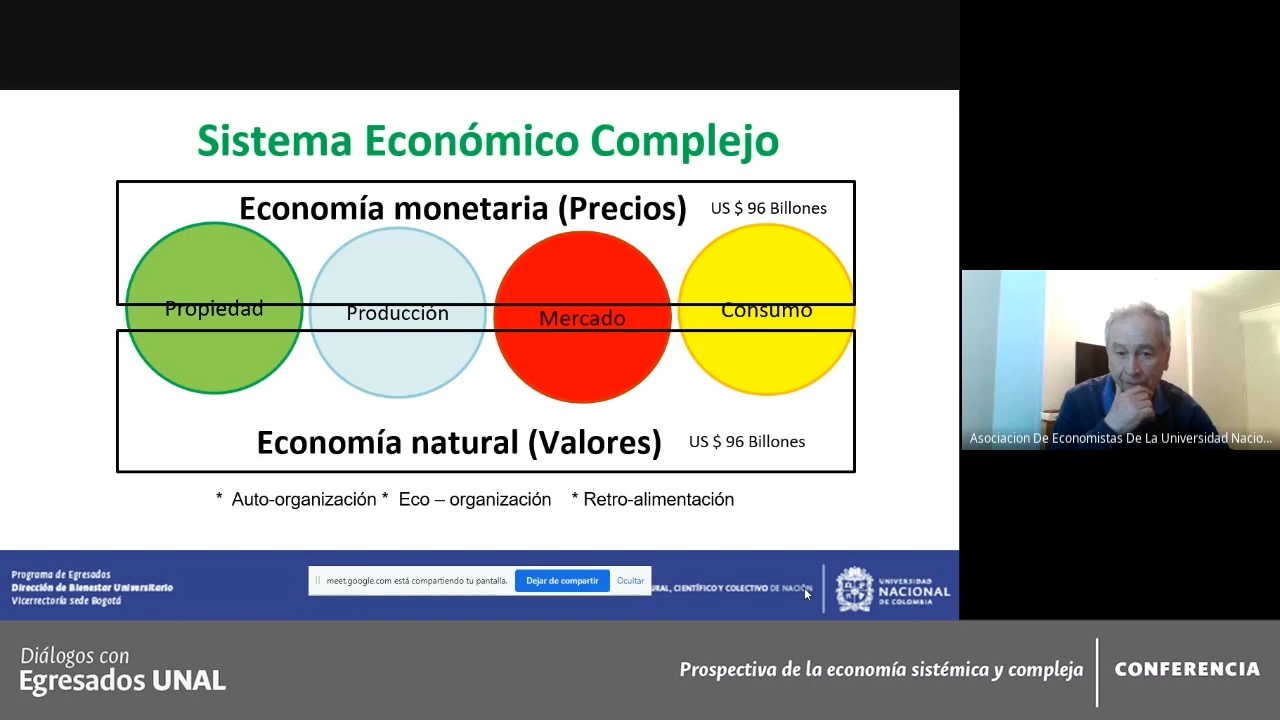 Sistema Económico Complejo
Economía monetaria (Precios) US $ 96 Billones
Propiedad Producción Mercado Consumo
Economía natural (Valores) US $ 96 Billones
* Auto-organización * Eco – organización * Retro-alimentación
Asociacion De Economistas De La Universidad Nacio...
Programa de Egresados
Dirección de Bienestar Universitario
Vicerrectoría sede Bogotá
meet.google.com está compartiendo tu pantalla. Dejar de compartir Ocultar
URAL, CIENTÍFICO Y COLECTIVO DE NACIÓN
UNIVERSIDAD
NACIONAL
DE COLOMBIA
Diálogos con
Egresados UNAL
Prospectiva de la economía sistémica y compleja CONFERENCIA